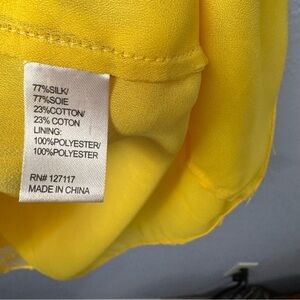 77%SILK/
77%SOIE
23%COTTON/
23% COTON
LINING:
100%POLYESTER/
100%POLYESTER
RN# 127117
MADE IN CHINA